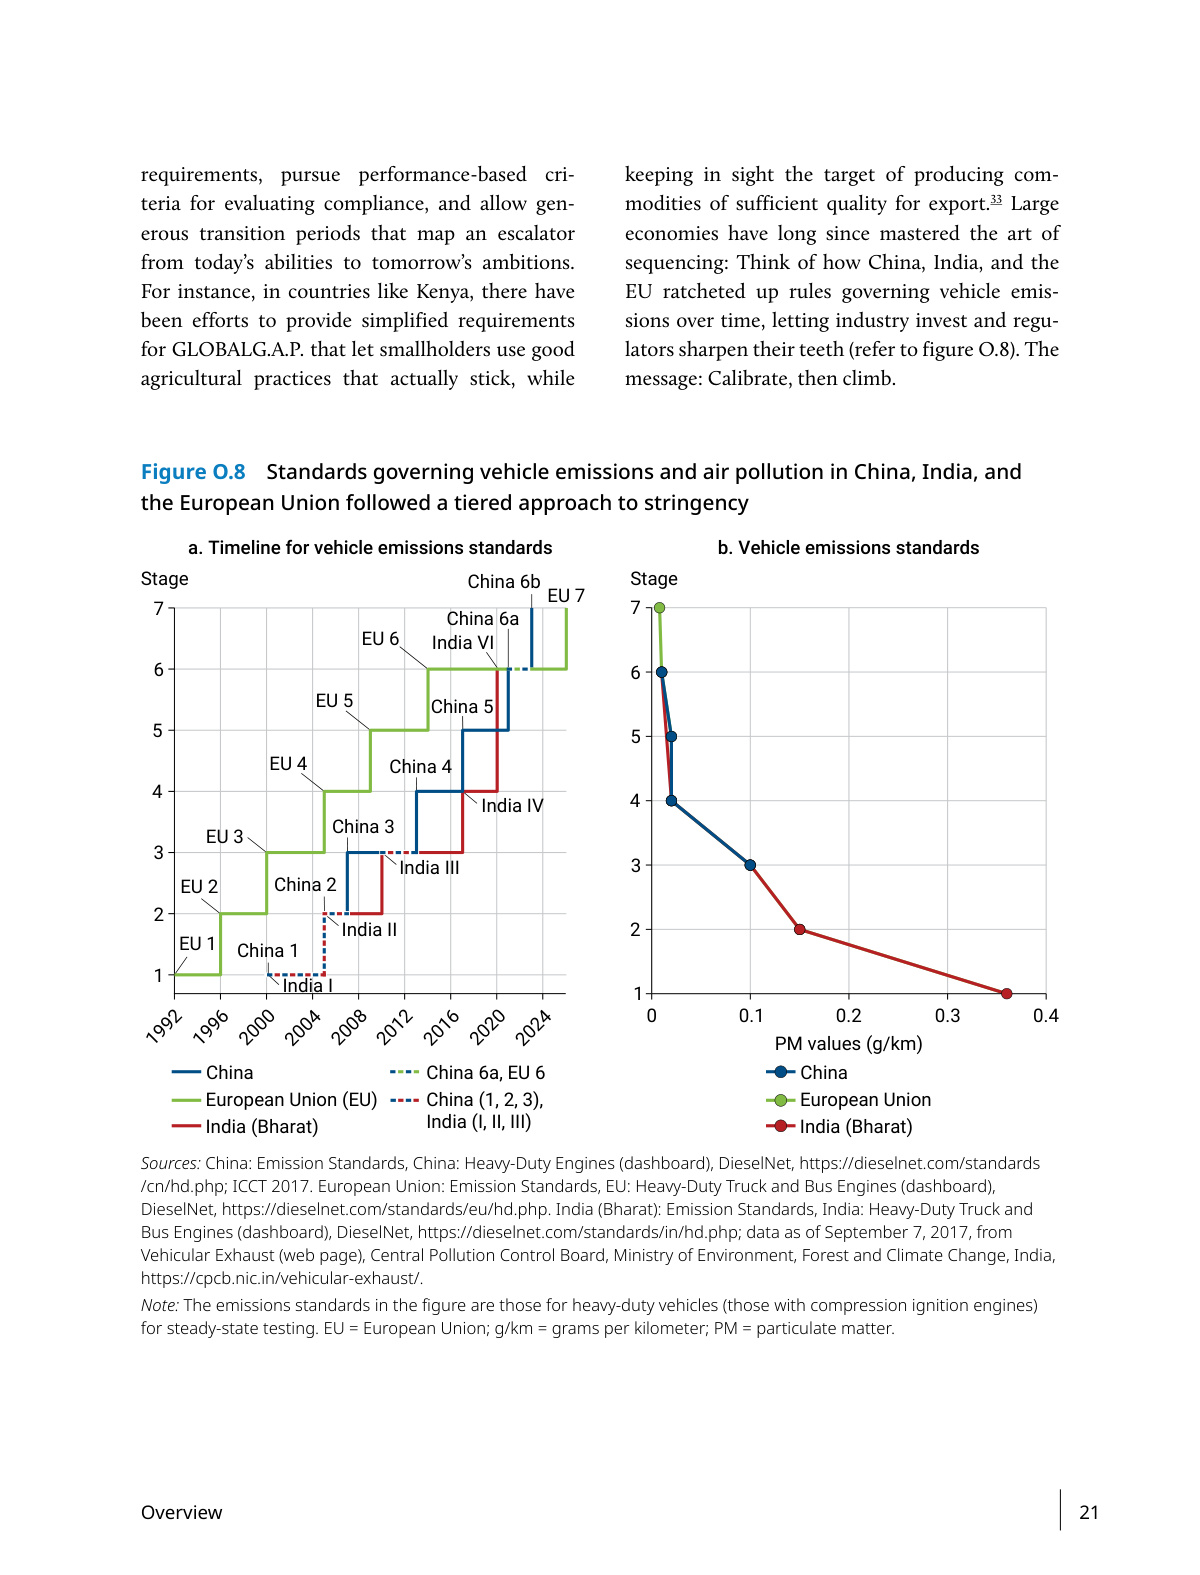 requirements, pursue performance-based cri-
teria for evaluating compliance, and allow gen-
erous transition periods that map an escalator
from today’s abilities to tomorrow’s ambitions.
For instance, in countries like Kenya, there have
been efforts to provide simplified requirements
for GLOBALG.A.P. that let smallholders use good
agricultural practices that actually stick, while
keeping in sight the target of producing com-
modities of sufficient quality for export.33 Large
economies have long since mastered the art of
sequencing: Think of how China, India, and the
EU ratcheted up rules governing vehicle emis-
sions over time, letting industry invest and regu-
lators sharpen their teeth (refer to figure O.8). The
message: Calibrate, then climb.
Figure O.8 Standards governing vehicle emissions and air pollution in China, India, and
the European Union followed a tiered approach to stringency
a. Timeline for vehicle emissions standards
Stage
China 6b
EU 7
7
China 6a
EU 6
India VI
6
EU 5
China 5
5
EU 4
China 4
4
India IV
EU 3
China 3
3
India III
EU 2
China 2
2
India II
EU 1
China 1
1
India I
1992
1996
2000
2004
2008
2012
2016
2020
2024
China
China 6a, EU 6
European Union (EU)
China (1, 2, 3),
India (I, II, III)
India (Bharat)
b. Vehicle emissions standards
Stage
7
6
5
4
3
2
1
0 0.1 0.2 0.3 0.4
PM values (g/km)
China
European Union
India (Bharat)
Sources: China: Emission Standards, China: Heavy-Duty Engines (dashboard), DieselNet, https://dieselnet.com/standards
/cn/hd.php; ICCT 2017. European Union: Emission Standards, EU: Heavy-Duty Truck and Bus Engines (dashboard),
DieselNet, https://dieselnet.com/standards/eu/hd.php. India (Bharat): Emission Standards, India: Heavy-Duty Truck and
Bus Engines (dashboard), DieselNet, https://dieselnet.com/standards/in/hd.php; data as of September 7, 2017, from
Vehicular Exhaust (web page), Central Pollution Control Board, Ministry of Environment, Forest and Climate Change, India,
https://cpcb.nic.in/vehicular-exhaust/.
Note: The emissions standards in the figure are those for heavy-duty vehicles (those with compression ignition engines)
for steady-state testing. EU = European Union; g/km = grams per kilometer; PM = particulate matter.
Overview
21